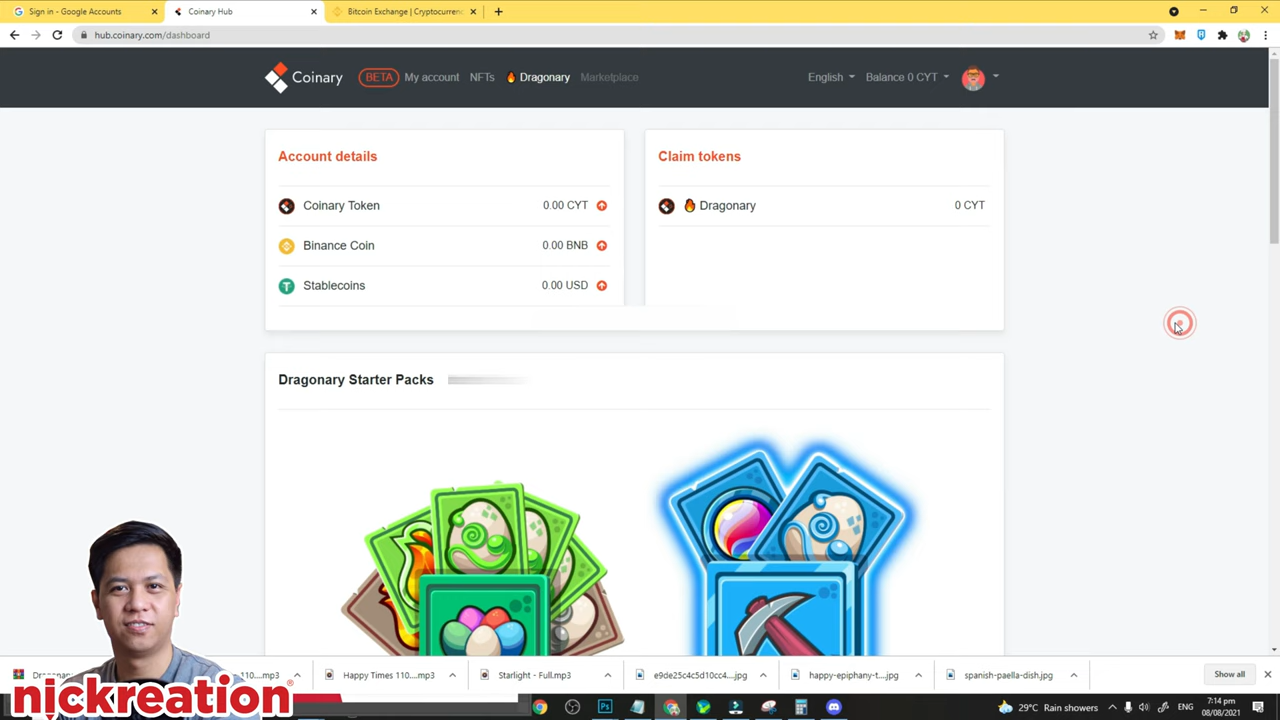 Sign in - Google Accounts
Coinary Hub
Bitcoin Exchange | Cryptocurrenc
hub.coinary.com/dashboard
Coinary BETA My account NFTs Dragonary Marketplace English Balance 0 CYT
Account details
Coinary Token 0.00 CYT
Binance Coin 0.00 BNB
Stablecoins 0.00 USD
Claim tokens
Dragonary 0 CYT
Dragonary Starter Packs
110....mp3 Happy Times 110....mp3 Starlight - Full.mp3 e9de25c4c5d10cc4....jpg happy-epiphany-t....jpg spanish-paella-dish.jpg Show all
nickreation®
29°C Rain showers ENG 7:14 pm
08/08/2021